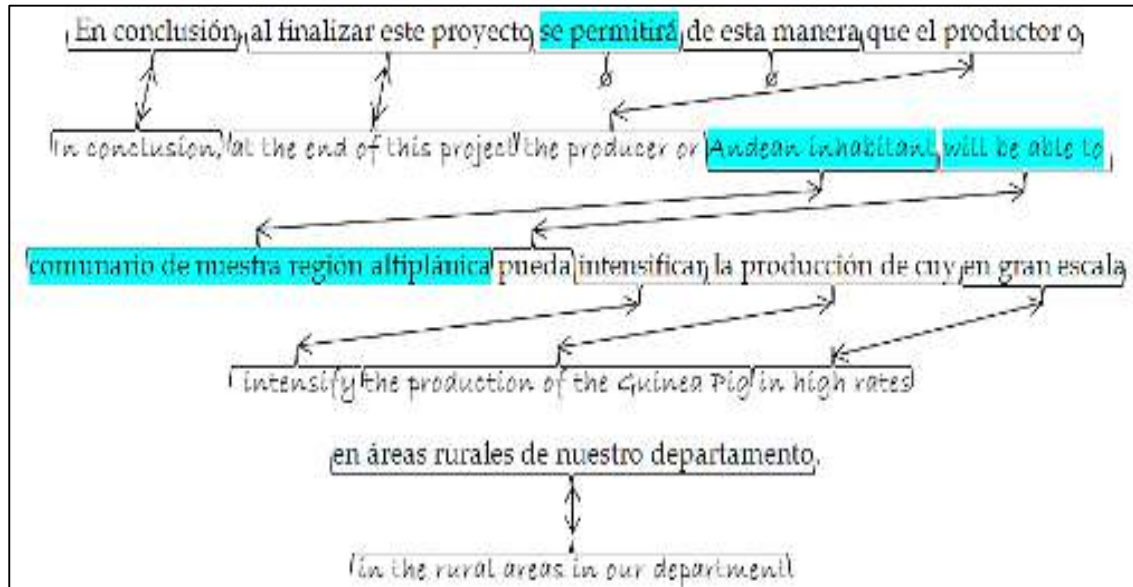 En conclusión, al finalizar este proyecto, se permitirá de esta manera que el productor o
ø ø
In conclusion, at the end of this project the producer or Andean inhabitant will be able to
comunario de nuestra región altiplánica pueda intensificar la producción de cuy en gran escala
intensify the production of the Guinea Pig in high rates
en áreas rurales de nuestro departamento.
in the rural areas in our department